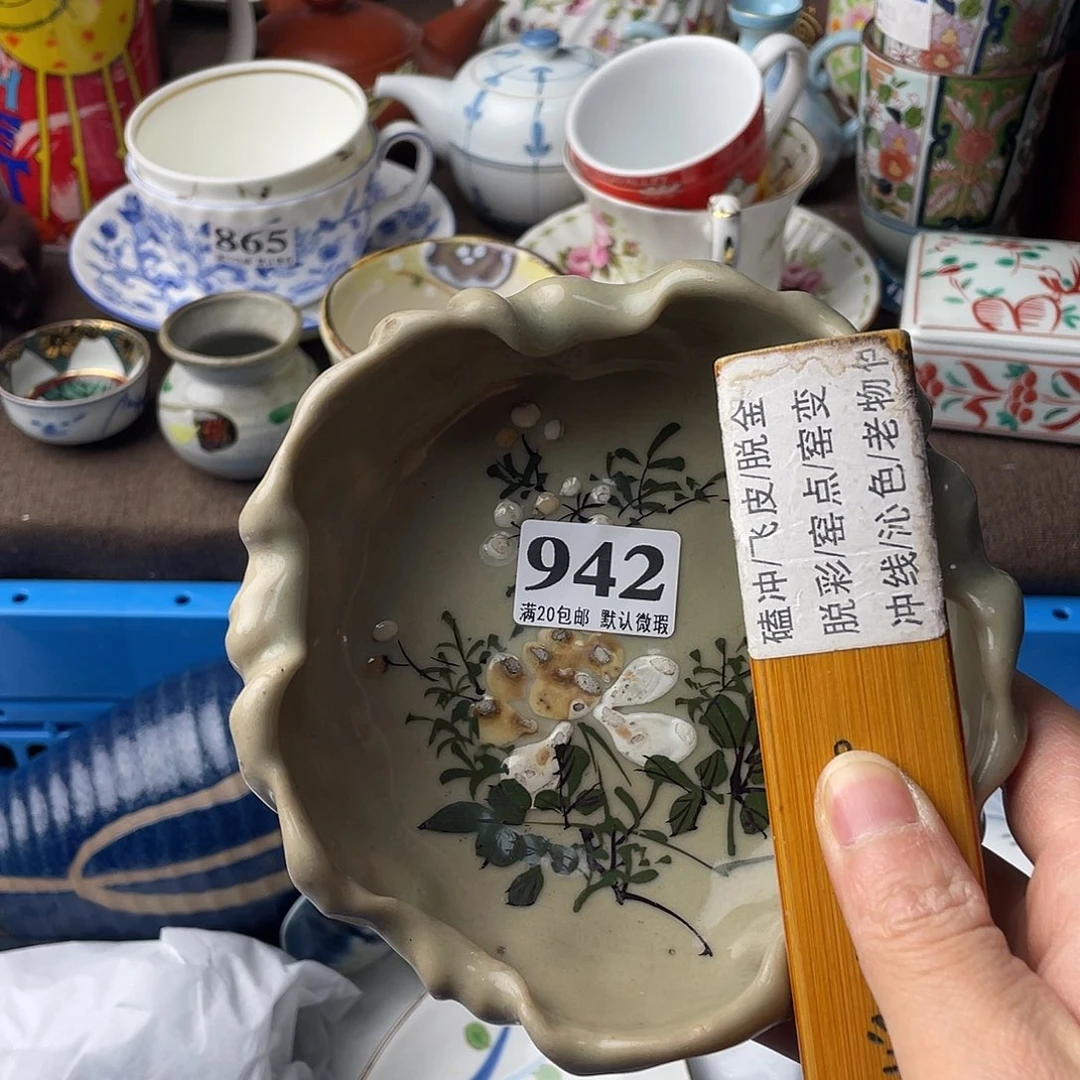 865
942
满20包邮 默认微瑕
磕冲/飞皮/脱金
脱彩/窑点/窑变
冲线/沁色/老物